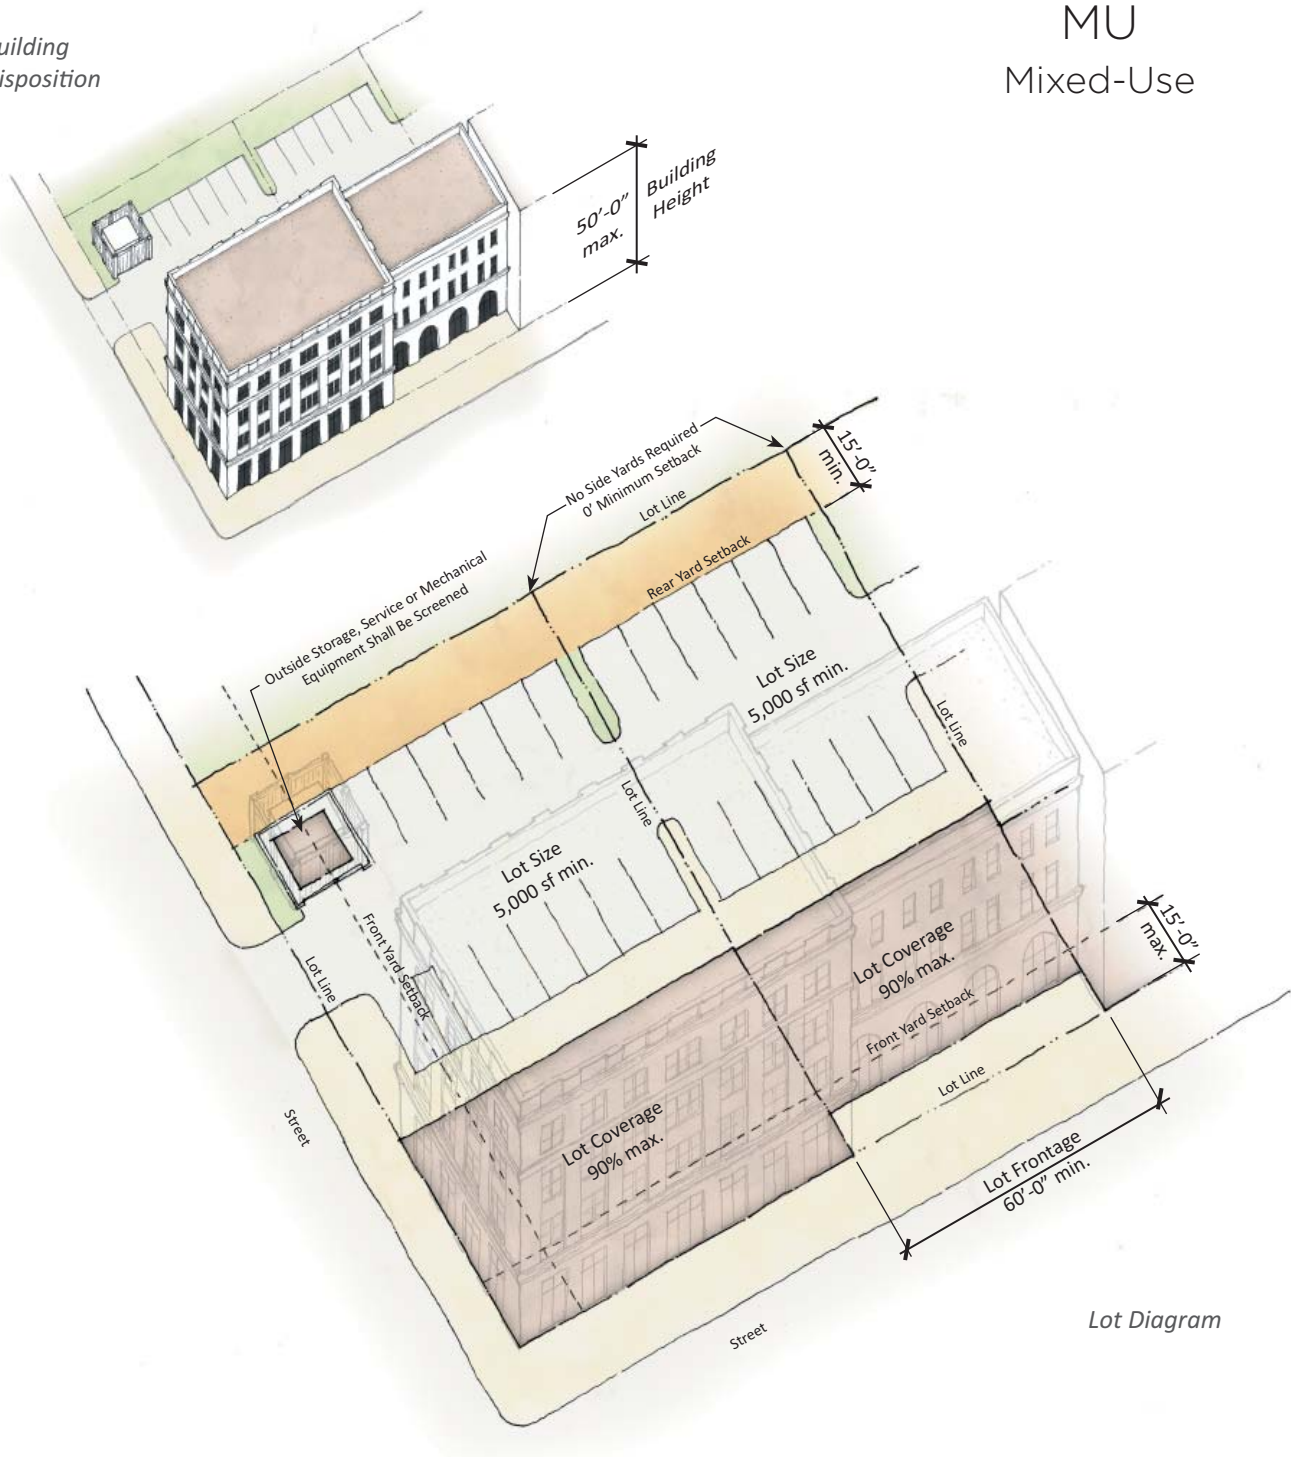 MU
Mixed-Use
uilding
isposition
Building
Height
50'-0"
max.
No Side Yards Required
0' Minimum Setback
15'-0"
min.
Lot Line
Rear Yard Setback
Outside Storage, Service or Mechanical
Equipment Shall Be Screened
Lot Size
5,000 sf min.
Lot Line
Lot Line
Lot Size
5,000 sf min.
Front Yard Setback
Lot Line
Lot Coverage
90% max.
15'-0"
max.
Front Yard Setback
Lot Line
Street
Lot Coverage
90% max.
Lot Frontage
60'-0" min.
Street
Lot Diagram